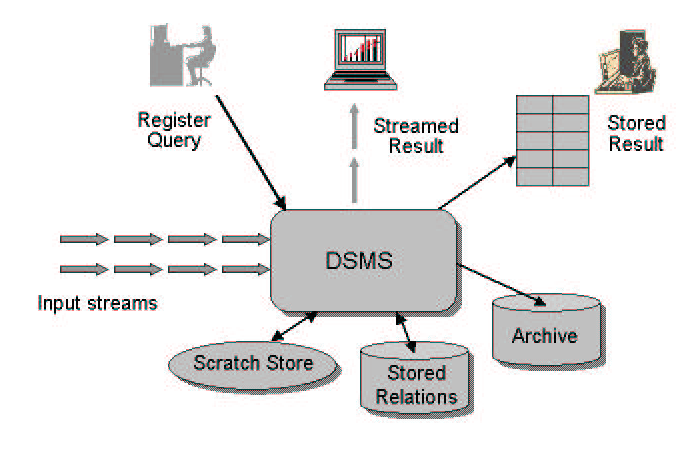 Register
Query
Streamed
Result
Stored
Result
DSMS
Input streams
Scratch Store
Stored
Relations
Archive